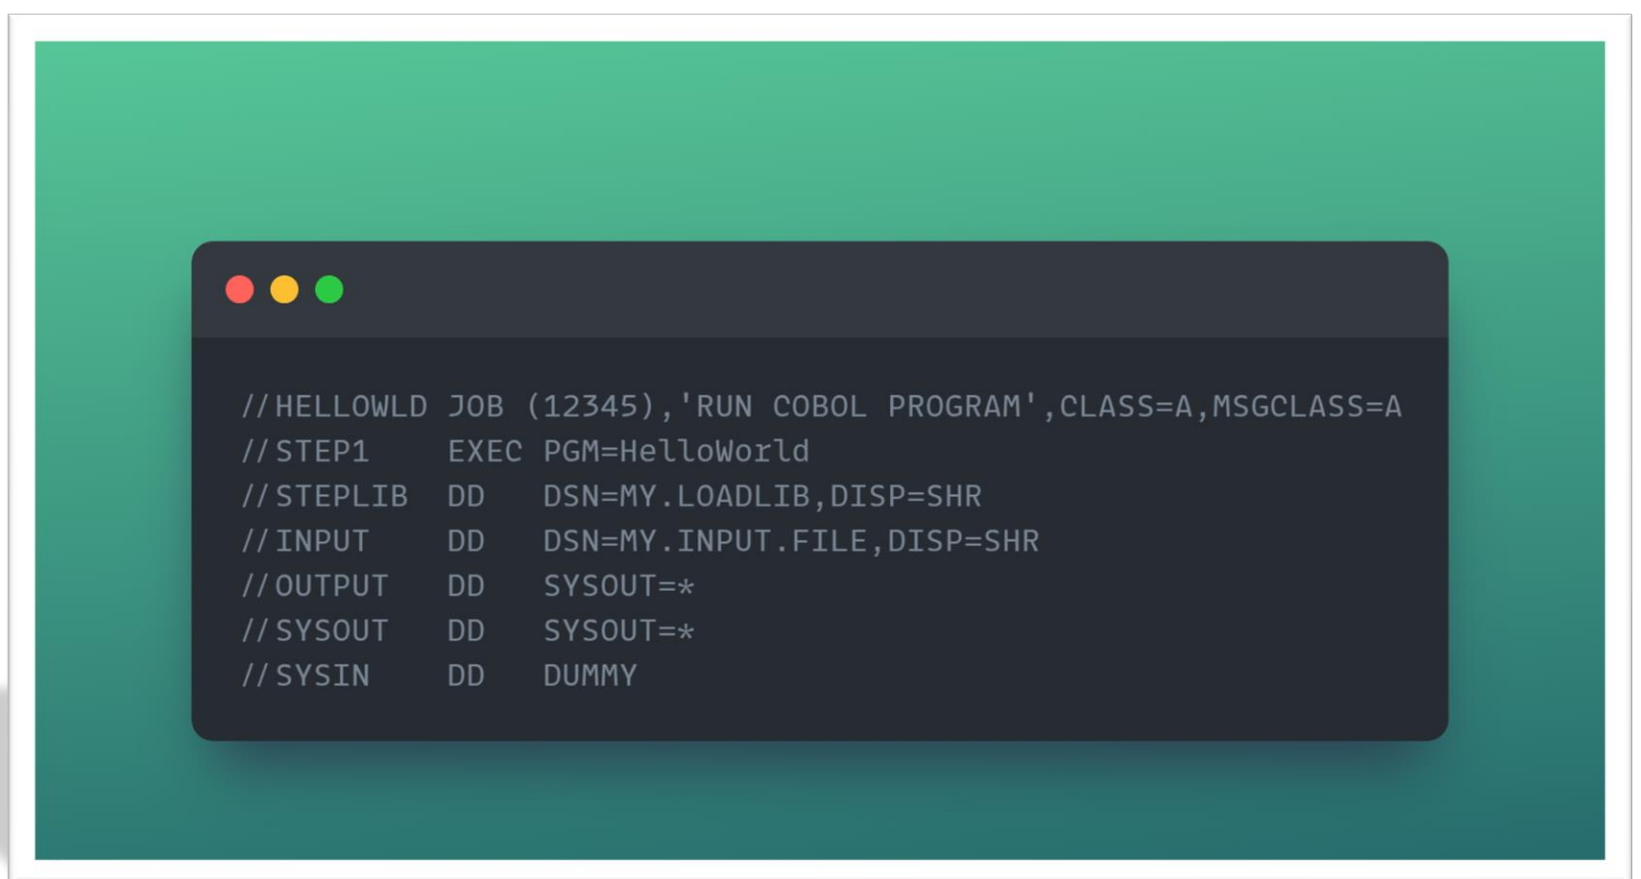 //HELLOWLD JOB (12345),'RUN COBOL PROGRAM',CLASS=A,MSGCLASS=A
//STEP1    EXEC PGM=HelloWorld
//STEPLIB  DD   DSN=MY.LOADLIB,DISP=SHR
//INPUT    DD   DSN=MY.INPUT.FILE,DISP=SHR
//OUTPUT   DD   SYSOUT=*
//SYSOUT   DD   SYSOUT=*
//SYSIN    DD   DUMMY